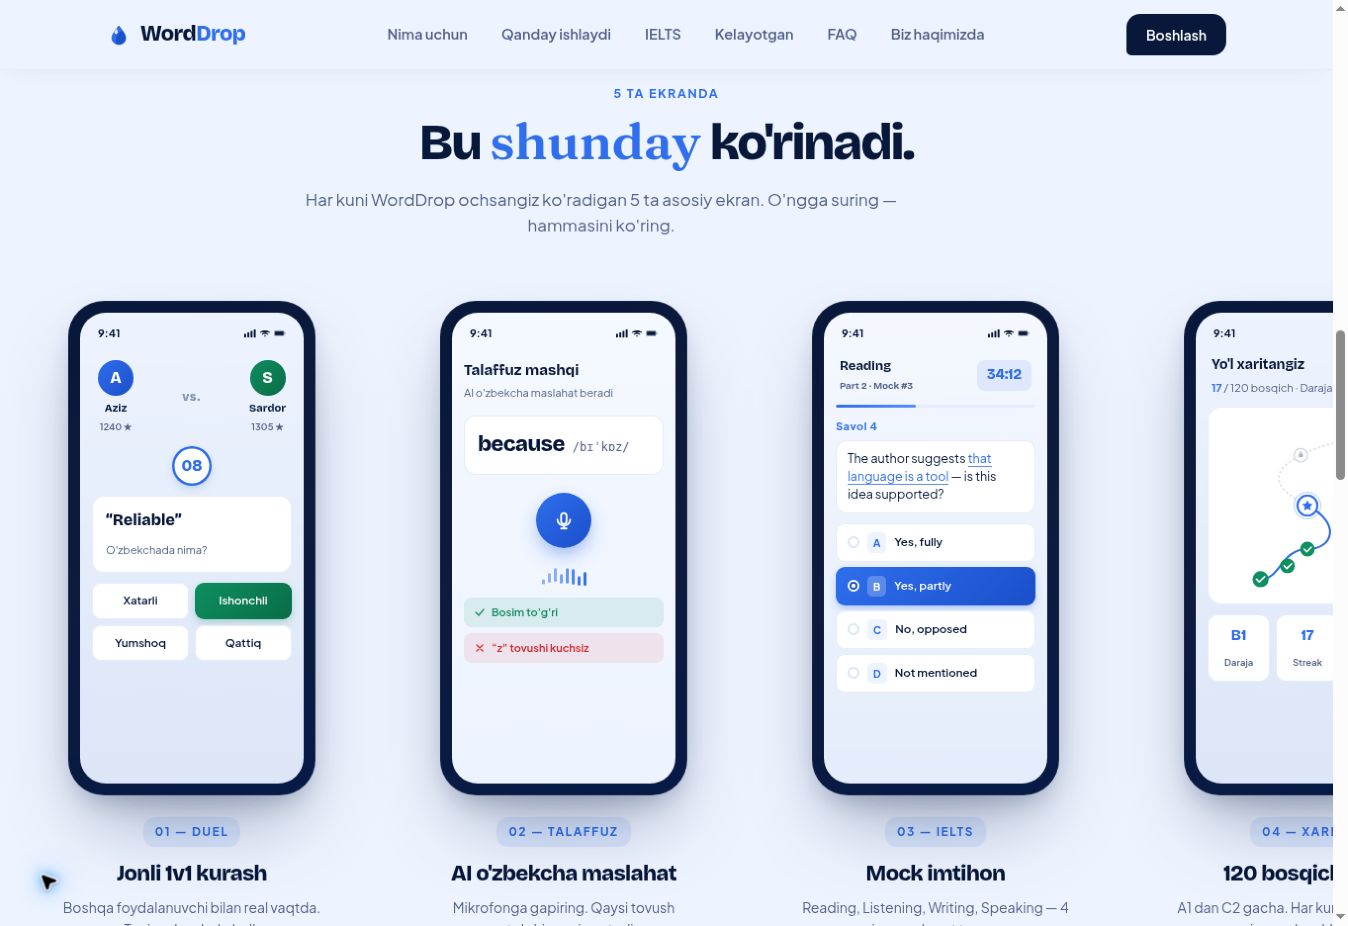 WordDrop
Nima uchun
Qanday ishlaydi
IELTS
Kelayotgan
FAQ
Biz haqimizda
Boshlash
5 TA EKRANDA
Bu shunday ko'rinadi.
Har kuni WordDrop ochsangiz ko'radigan 5 ta asosiy ekran. O'ngga suring —
hammasini ko'ring.
9:41
A
S
vs.
Aziz
Sardor
1240 ★
1305 ★
08
“Reliable”
O'zbekchada nima?
Xatarli
Ishonchli
Yumshoq
Qattiq
01 — DUEL
Jonli 1v1 kurash
Boshqa foydalanuvchi bilan real vaqtda.
9:41
Talaffuz mashqi
AI o'zbekcha maslahat beradi
because /bɪˈkɒz/
Bosim to'g'ri
"z" tovushi kuchsiz
02 — TALAFFUZ
AI o'zbekcha maslahat
Mikrofonga gapiring. Qaysi tovush
9:41
Reading
Part 2 · Mock #3
34:12
Savol 4
The author suggests that
language is a tool — is this
idea supported?
A Yes, fully
B Yes, partly
C No, opposed
D Not mentioned
03 — IELTS
Mock imtihon
Reading, Listening, Writing, Speaking — 4
9:41
Yo'l xaritangiz
17 / 120 bosqich · Daraja
B1
17
Daraja
Streak
04 —
120
A1 dan C2 gacha. Har